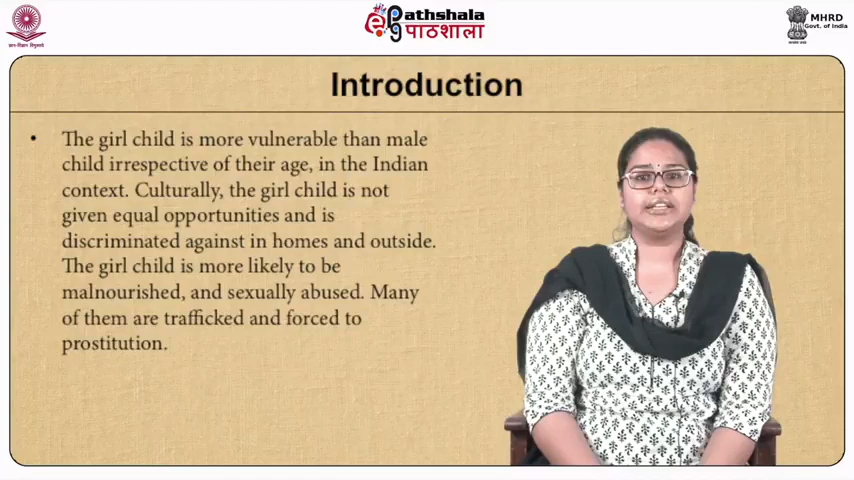 ePathshala
पाठशाला
MHRD
Govt. of India
Introduction
• The girl child is more vulnerable than male
child irrespective of their age, in the Indian
context. Culturally, the girl child is not
given equal opportunities and is
discriminated against in homes and outside.
The girl child is more likely to be
malnourished, and sexually abused. Many
of them are trafficked and forced to
prostitution.